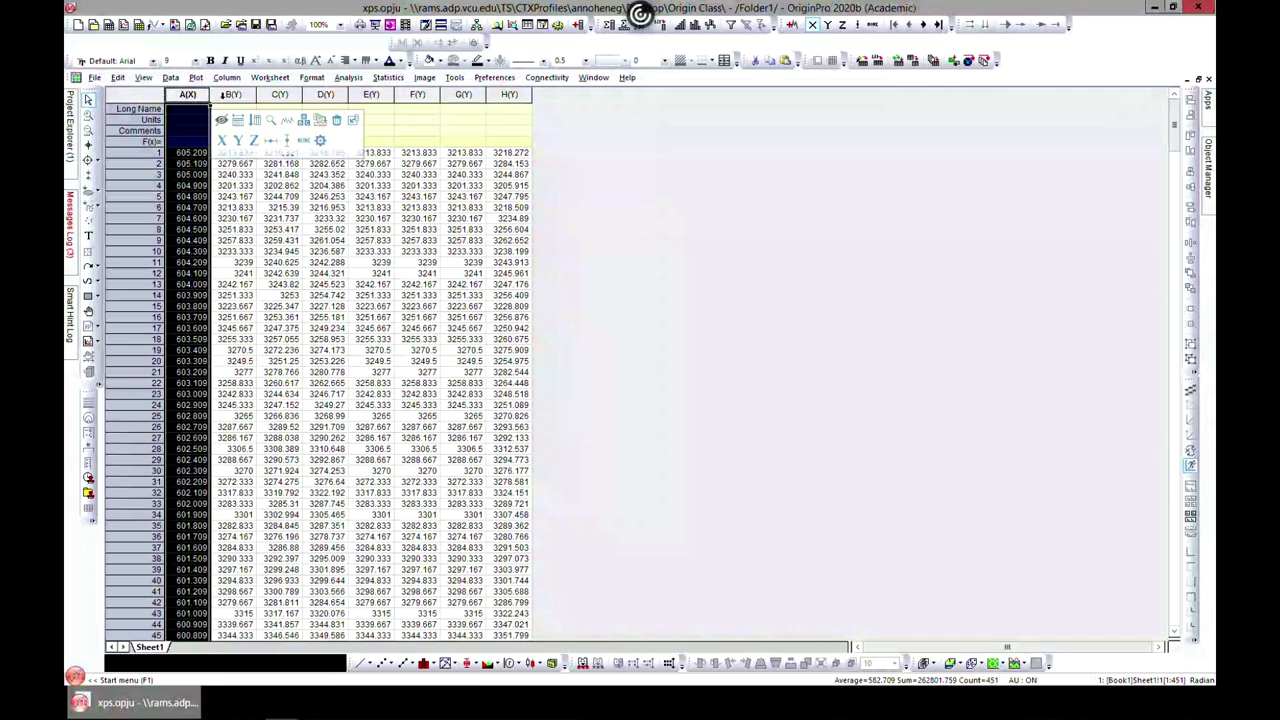 xps.opju - \\rams.adp.vcu.edu\TS\CTXProfiles\annoheneg\ p\Origin Class\ - /Folder1/ - OriginPro 2020b (Academic)
100%
Default: Arial 9 B I U 0.5 0
File Edit View Data Plot Column Worksheet Format Analysis Statistics Image Tools Preferences Connectivity Window Help
A(X) B(Y) C(Y) D(Y) E(Y) F(Y) G(Y) H(Y)
Long Name
Units
Comments
F(x)=
X Y Z NONE
1 605.209 3213.833 3213.833 3213.833 3218.272
2 605.109 3279.667 3281.168 3282.652 3279.667 3279.667 3279.667 3284.153
3 605.009 3240.333 3241.848 3243.352 3240.333 3240.333 3240.333 3244.867
4 604.909 3201.333 3202.862 3204.386 3201.333 3201.333 3201.333 3205.915
5 604.809 3243.167 3244.709 3246.253 3243.167 3243.167 3243.167 3247.795
6 604.709 3213.833 3215.39 3216.953 3213.833 3213.833 3213.833 3218.509
7 604.609 3230.167 3231.737 3233.32 3230.167 3230.167 3230.167 3234.89
8 604.509 3251.833 3253.417 3255.02 3251.833 3251.833 3251.833 3256.604
9 604.409 3257.833 3259.431 3261.054 3257.833 3257.833 3257.833 3262.652
10 604.309 3233.333 3234.945 3236.587 3233.333 3233.333 3233.333 3238.199
11 604.209 3239 3240.625 3242.288 3239 3239 3239 3243.913
12 604.109 3241 3242.639 3244.321 3241 3241 3241 3245.961
13 604.009 3242.167 3243.82 3245.523 3242.167 3242.167 3242.167 3247.176
14 603.909 3251.333 3253 3254.742 3251.333 3251.333 3251.333 3256.409
15 603.809 3223.667 3225.347 3227.128 3223.667 3223.667 3223.667 3228.809
16 603.709 3251.667 3253.361 3255.181 3251.667 3251.667 3251.667 3256.876
17 603.609 3245.667 3247.375 3249.234 3245.667 3245.667 3245.667 3250.942
18 603.509 3255.333 3257.055 3258.953 3255.333 3255.333 3255.333 3260.675
19 603.409 3270.5 3272.236 3274.173 3270.5 3270.5 3270.5 3275.909
20 603.309 3249.5 3251.25 3253.226 3249.5 3249.5 3249.5 3254.975
21 603.209 3277 3278.766 3280.778 3277 3277 3277 3282.544
22 603.109 3258.833 3260.617 3262.665 3258.833 3258.833 3258.833 3264.448
23 603.009 3242.833 3244.634 3246.717 3242.833 3242.833 3242.833 3248.518
24 602.909 3245.333 3247.152 3249.27 3245.333 3245.333 3245.333 3251.089
25 602.809 3265 3266.836 3268.99 3265 3265 3265 3270.826
26 602.709 3287.667 3289.52 3291.709 3287.667 3287.667 3287.667 3293.563
27 602.609 3286.167 3288.038 3290.262 3286.167 3286.167 3286.167 3292.133
28 602.509 3306.5 3308.389 3310.648 3306.5 3306.5 3306.5 3312.537
29 602.409 3288.667 3290.573 3292.867 3288.667 3288.667 3288.667 3294.773
30 602.309 3270 3271.924 3274.253 3270 3270 3270 3276.177
31 602.209 3272.333 3274.275 3276.64 3272.333 3272.333 3272.333 3278.581
32 602.109 3317.833 3319.792 3322.192 3317.833 3317.833 3317.833 3324.151
33 602.009 3283.333 3285.31 3287.745 3283.333 3283.333 3283.333 3289.721
34 601.909 3301 3302.994 3305.465 3301 3301 3301 3307.458
35 601.809 3282.833 3284.845 3287.351 3282.833 3282.833 3282.833 3289.362
36 601.709 3274.167 3276.196 3278.737 3274.167 3274.167 3274.167 3280.766
37 601.609 3284.833 3286.88 3289.456 3284.833 3284.833 3284.833 3291.503
38 601.509 3290.333 3292.397 3295.009 3290.333 3290.333 3290.333 3297.073
39 601.409 3297.167 3299.248 3301.895 3297.167 3297.167 3297.167 3303.977
40 601.309 3294.833 3296.933 3299.644 3294.833 3294.833 3294.833 3301.744
41 601.209 3298.667 3300.789 3303.566 3298.667 3298.667 3298.667 3305.688
42 601.109 3279.667 3281.811 3284.654 3279.667 3279.667 3279.667 3286.799
43 601.009 3315 3317.167 3320.076 3315 3315 3315 3322.243
44 600.909 3339.667 3341.857 3344.831 3339.667 3339.667 3339.667 3347.021
45 600.809 3344.333 3346.546 3349.586 3344.333 3344.333 3344.333 3351.799
Project Explorer (1)
Messages Log (3)
Smart Hint Log
Apps
Object Manager
Sheet1
10
<< Start menu (F1)
Average=582.709 Sum=262801.759 Count=451 AU : ON 1: [Book1]Sheet1!1[1:451] Radian
xps.opju - \\rams.adp....